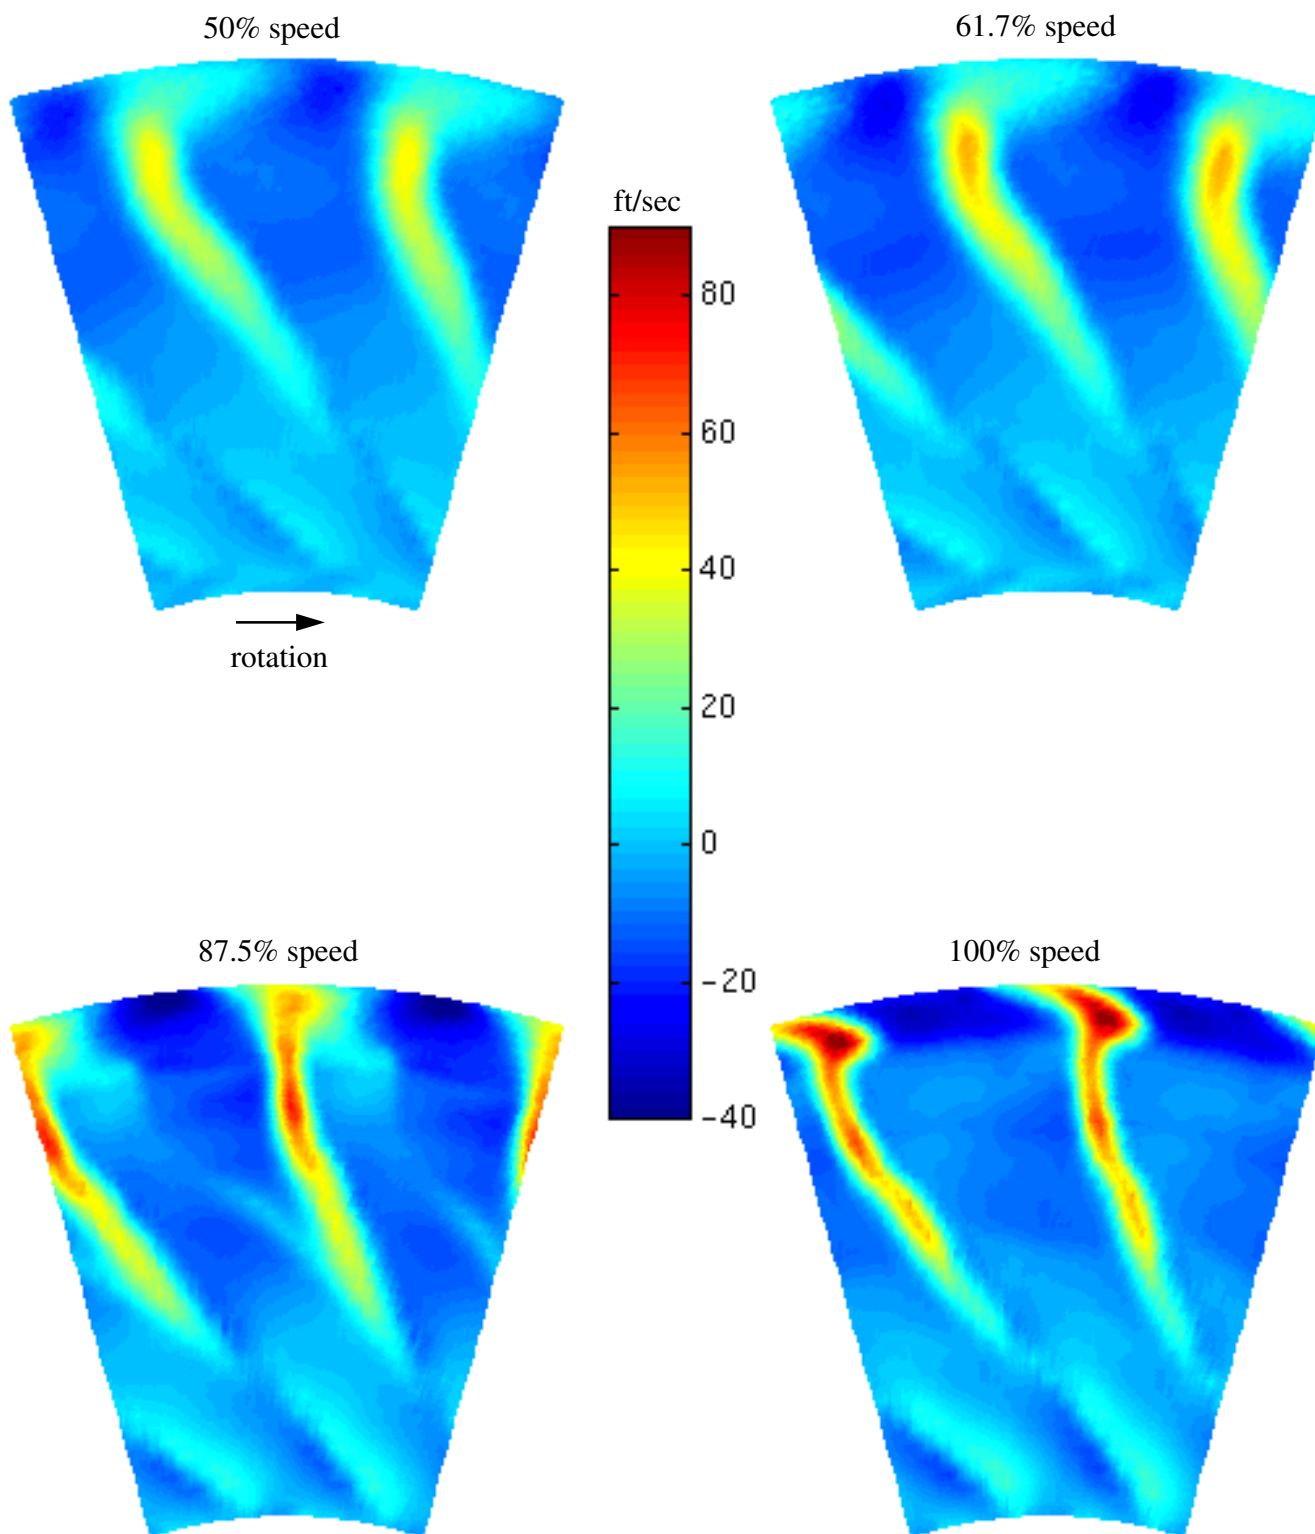 50% speed
61.7% speed
ft/sec
80
60
40
20
0
−20
−40
rotation
87.5% speed
100% speed